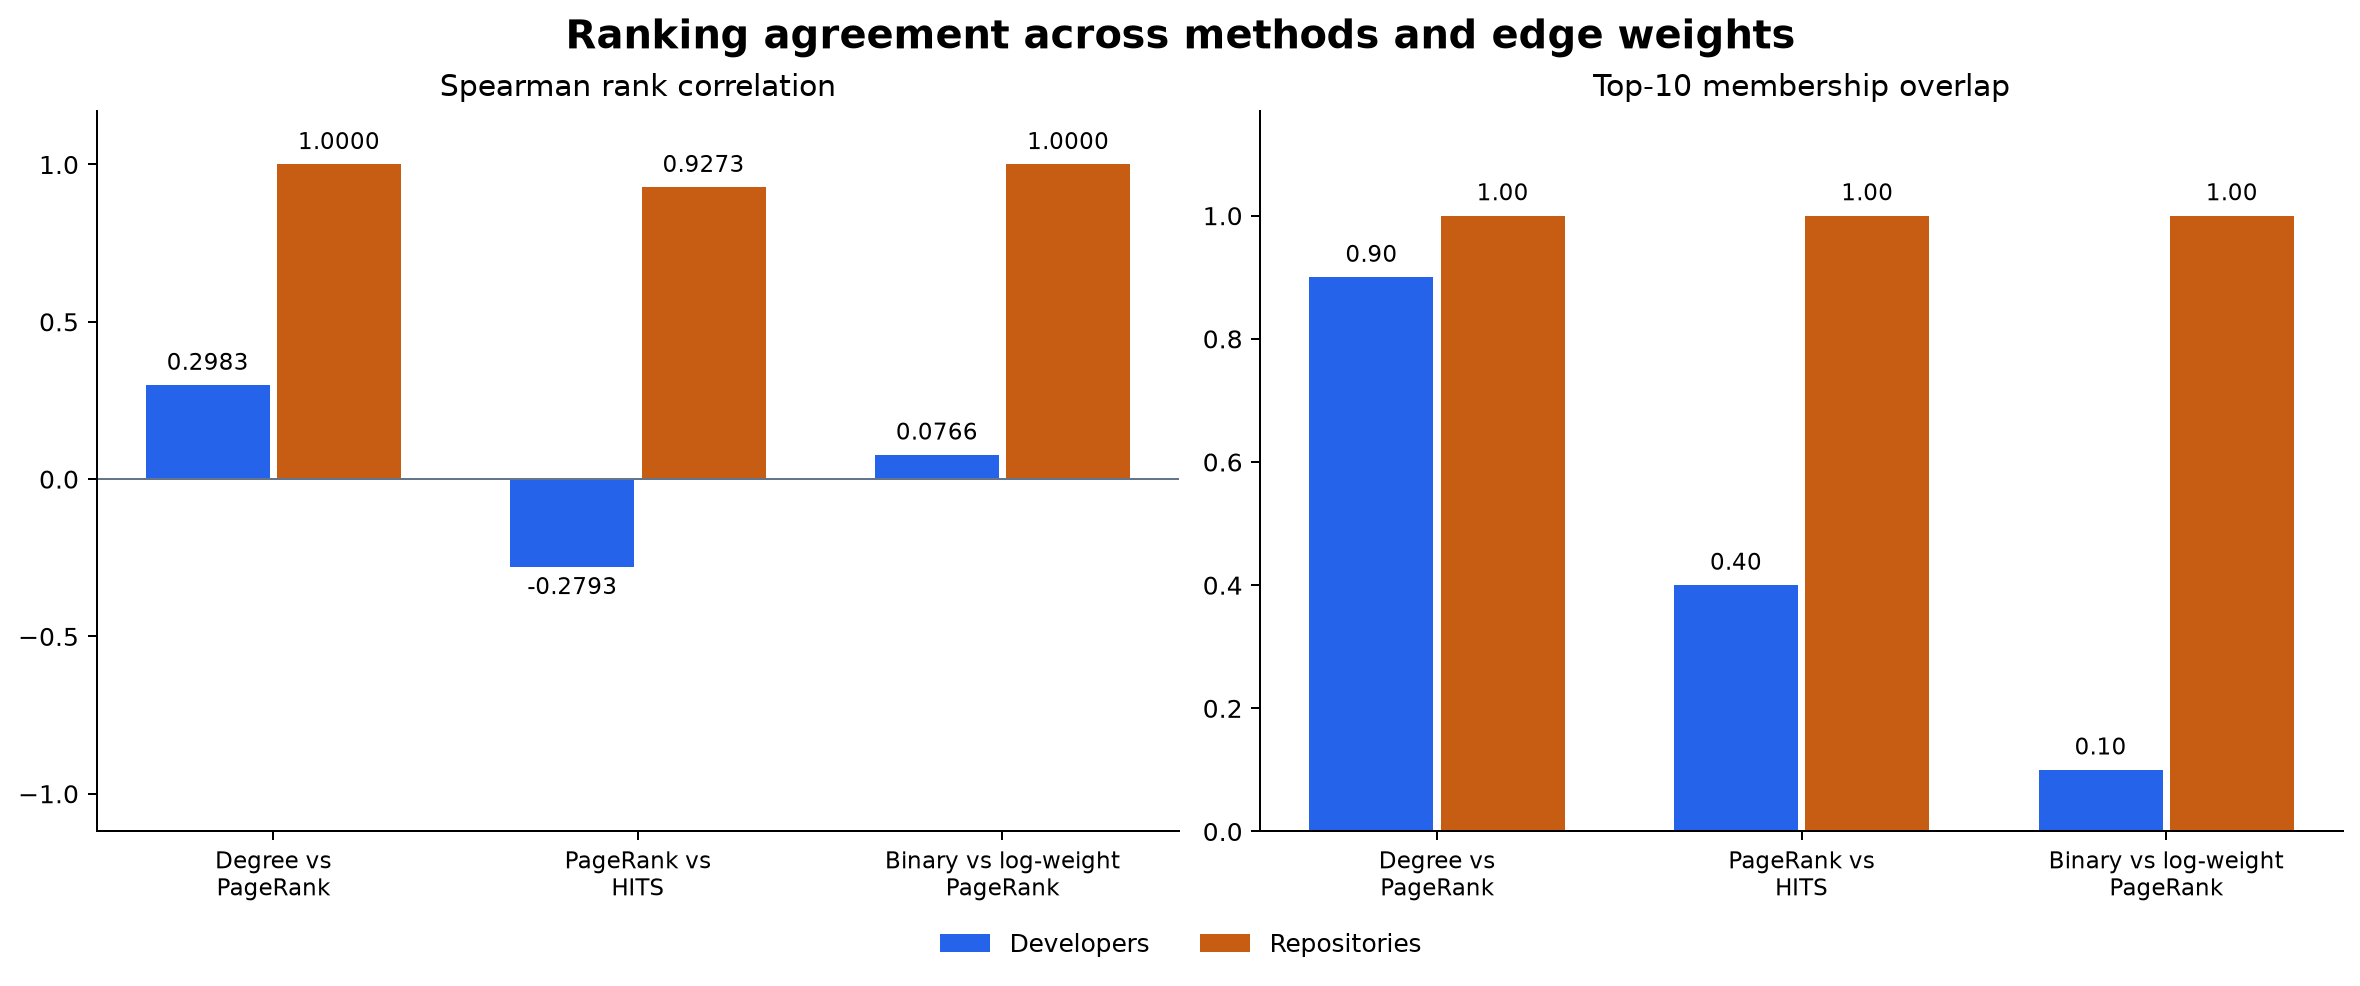 Ranking agreement across methods and edge weights
Spearman rank correlation
1.0
0.5
0.0
−0.5
−1.0
0.2983
1.0000
-0.2793
0.9273
0.0766
1.0000
Degree vs
PageRank
PageRank vs
HITS
Binary vs log-weight
PageRank
Top-10 membership overlap
1.0
0.8
0.6
0.4
0.2
0.0
0.90
1.00
0.40
1.00
0.10
1.00
Degree vs
PageRank
PageRank vs
HITS
Binary vs log-weight
PageRank
Developers
Repositories